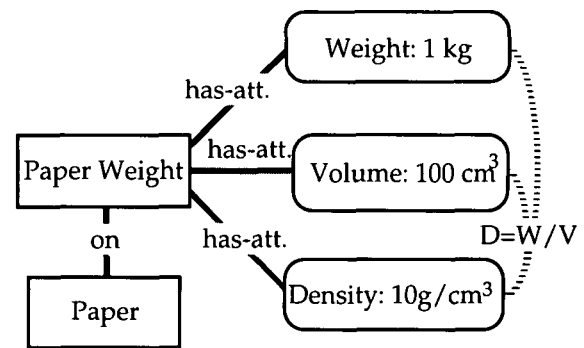 Weight: 1 kg
has-att.
Paper Weight
has-att.
Volume: 100 cm³
on
has-att.
D=W/V
Paper
Density: 10g/cm³